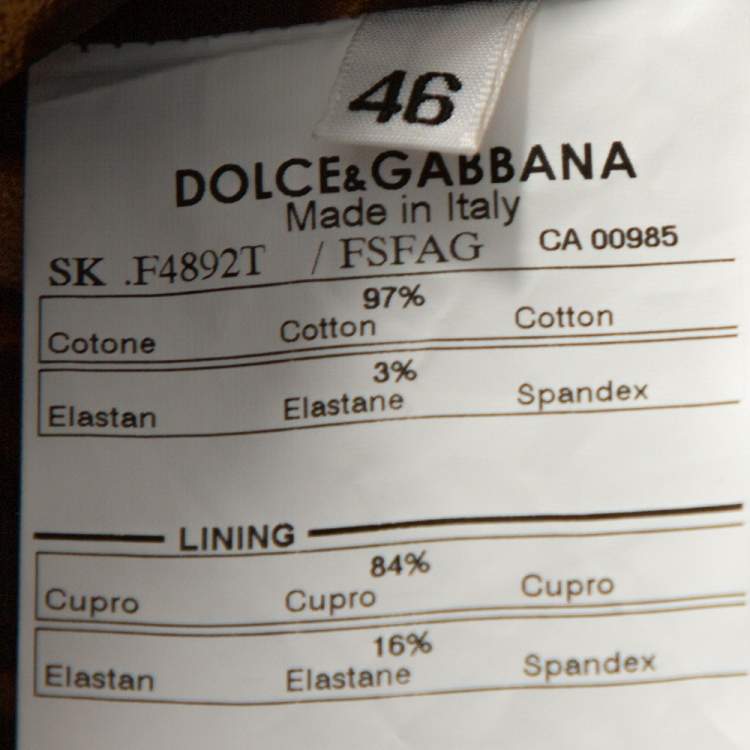 46
DOLCE&GABBANA
Made in Italy
SK .F4892T / FSFAG CA 00985
97%
Cotone Cotton Cotton
3%
Elastan Elastane Spandex
LINING
84%
Cupro Cupro Cupro
16%
Elastan Elastane Spandex